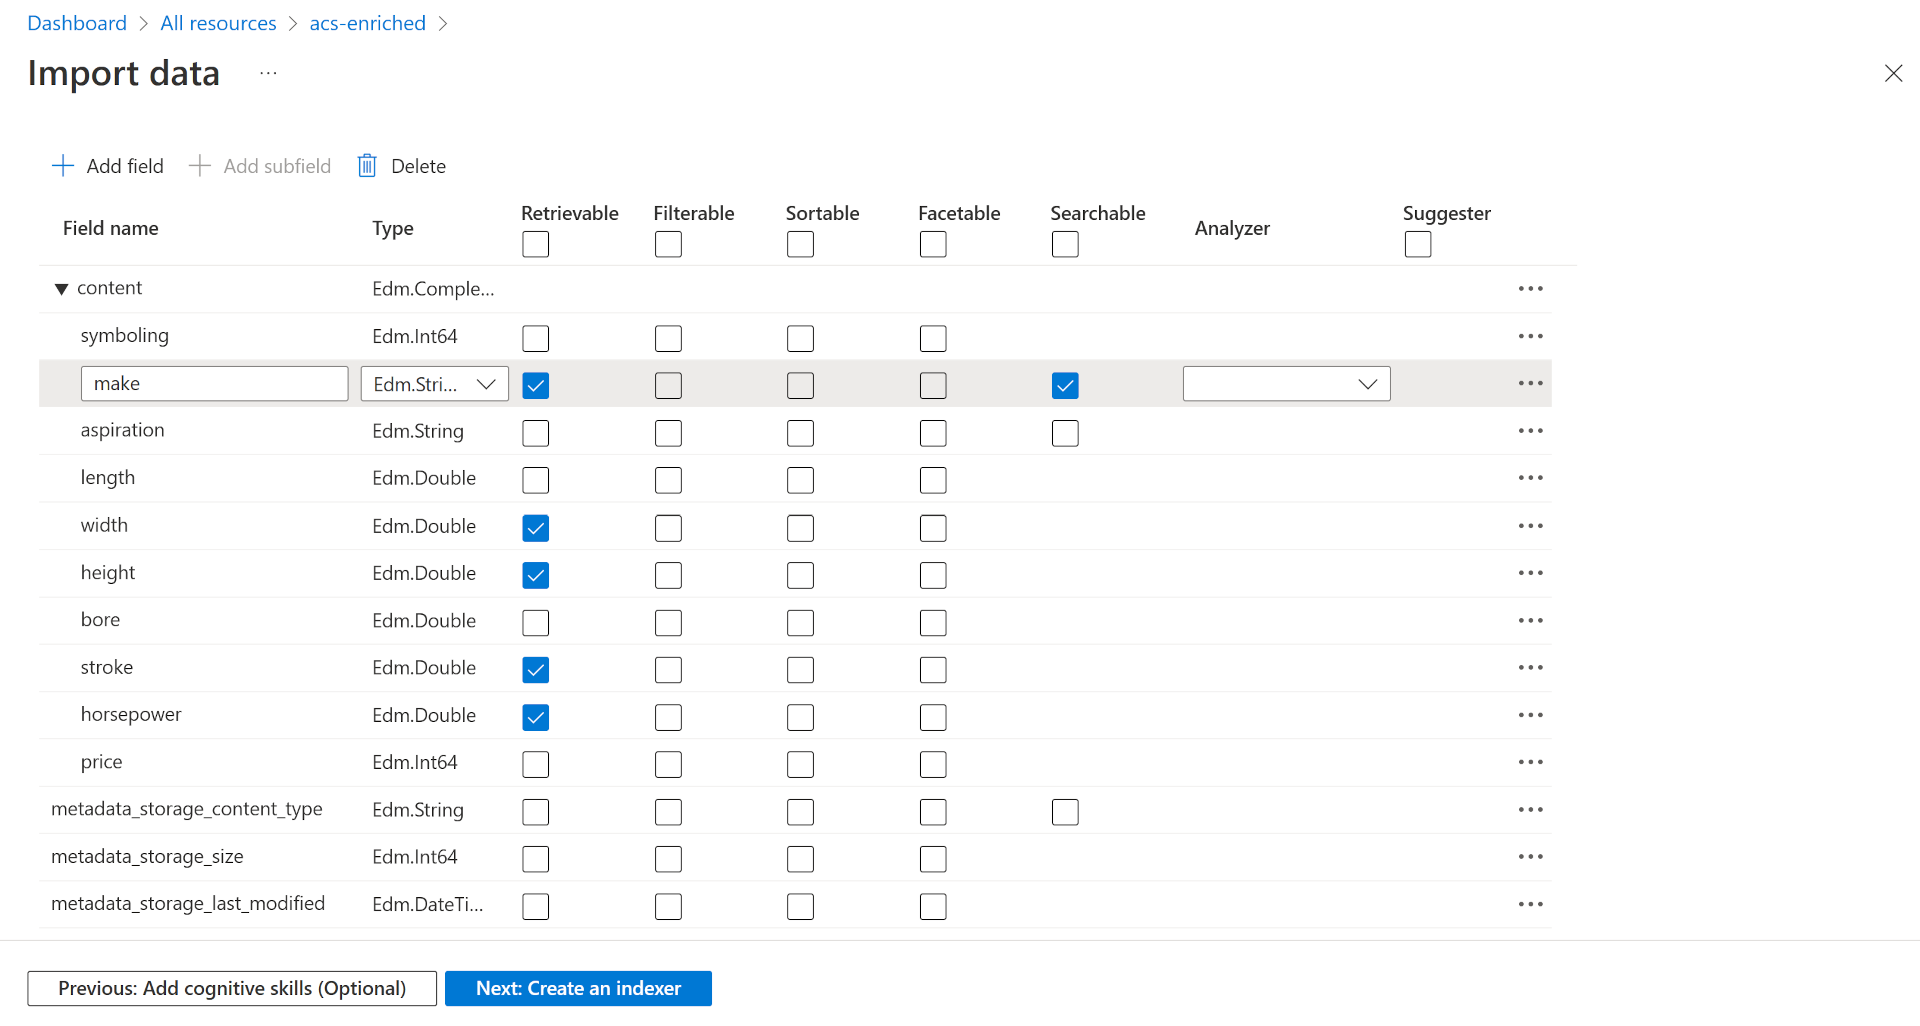 Dashboard > All resources > acs-enriched >
Import data ...
Add field Add subfield Delete
Field name Type Retrievable Filterable Sortable Facetable Searchable Analyzer Suggester
content Edm.Comple...
symboling Edm.Int64
make Edm.Stri...
aspiration Edm.String
length Edm.Double
width Edm.Double
height Edm.Double
bore Edm.Double
stroke Edm.Double
horsepower Edm.Double
price Edm.Int64
metadata_storage_content_type Edm.String
metadata_storage_size Edm.Int64
metadata_storage_last_modified Edm.DateTi...
Previous: Add cognitive skills (Optional) Next: Create an indexer